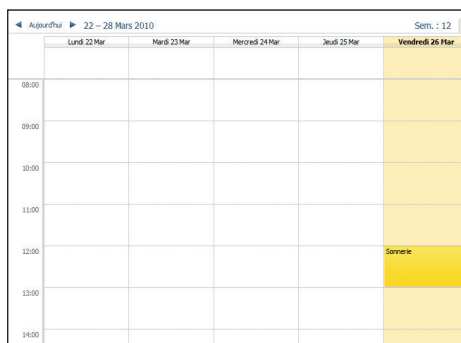 Aujourd'hui 22 – 28 Mars 2010 Sem. : 12
Lundi 22 Mar Mardi 23 Mar Mercredi 24 Mar Jeudi 25 Mar Vendredi 26 Mar
08:00
09:00
10:00
11:00
12:00 Sonnerie
13:00
14:00